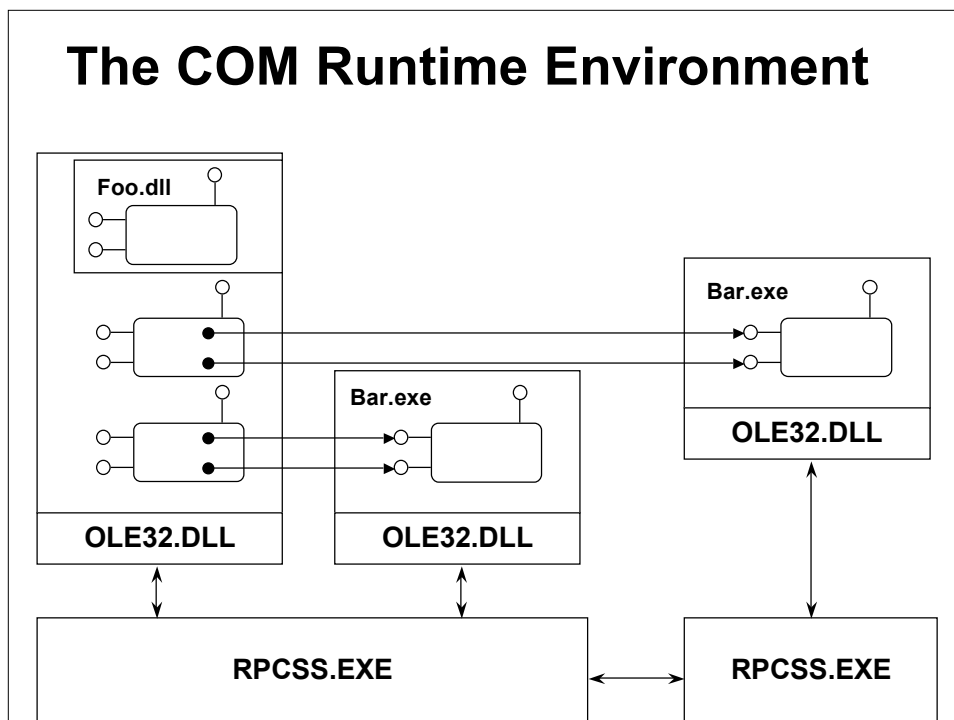 The COM Runtime Environment
Foo.dll
Bar.exe
Bar.exe
OLE32.DLL
OLE32.DLL
OLE32.DLL
RPCSS.EXE
RPCSS.EXE